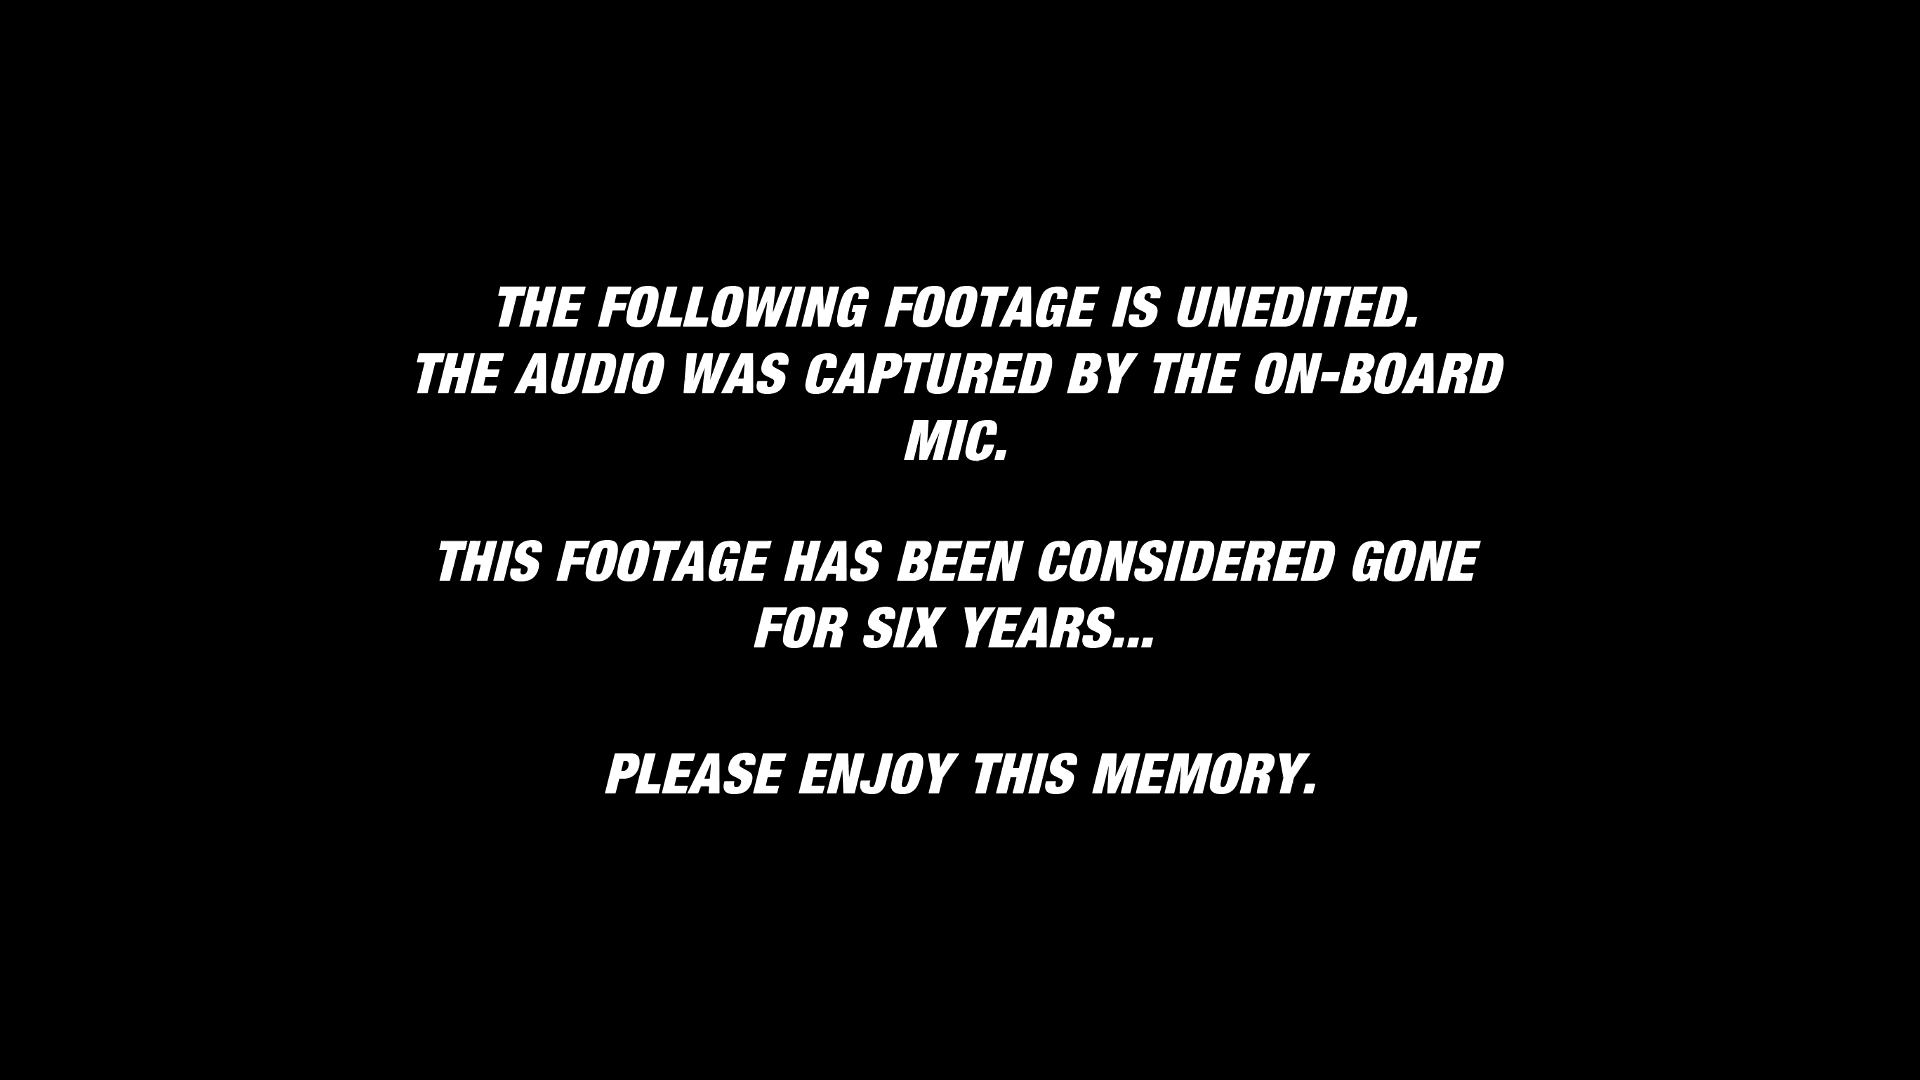 THE FOLLOWING FOOTAGE IS UNEDITED.
THE AUDIO WAS CAPTURED BY THE ON-BOARD
MIC.
THIS FOOTAGE HAS BEEN CONSIDERED GONE
FOR SIX YEARS...
PLEASE ENJOY THIS MEMORY.